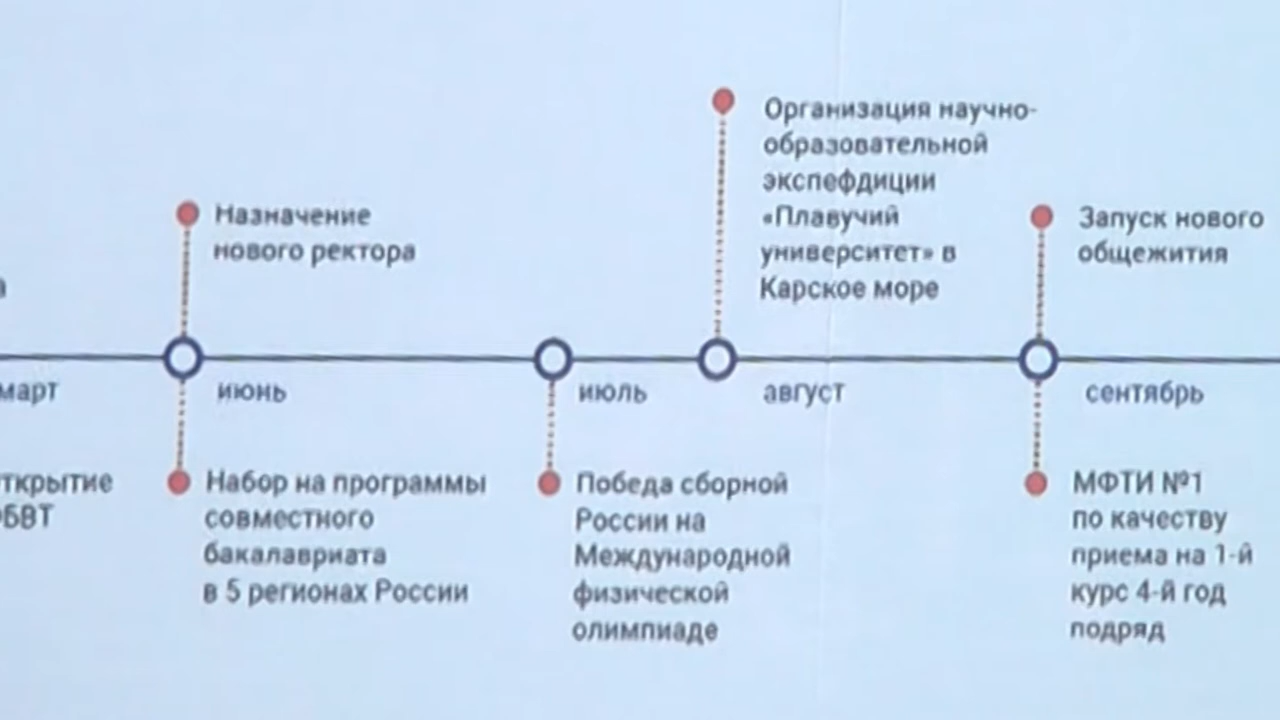 Организация научно-
образовательной
экспефдиции
«Плавучий
университет» в
Карское море
Назначение
нового ректора
Запуск нового
общежития
март
июнь
июль
август
сентябрь
Набор на программы
совместного
бакалавриата
в 5 регионах России
Победа сборной
России на
Международной
физической
олимпиаде
МФТИ №1
по качеству
приема на 1-й
курс 4-й год
подряд